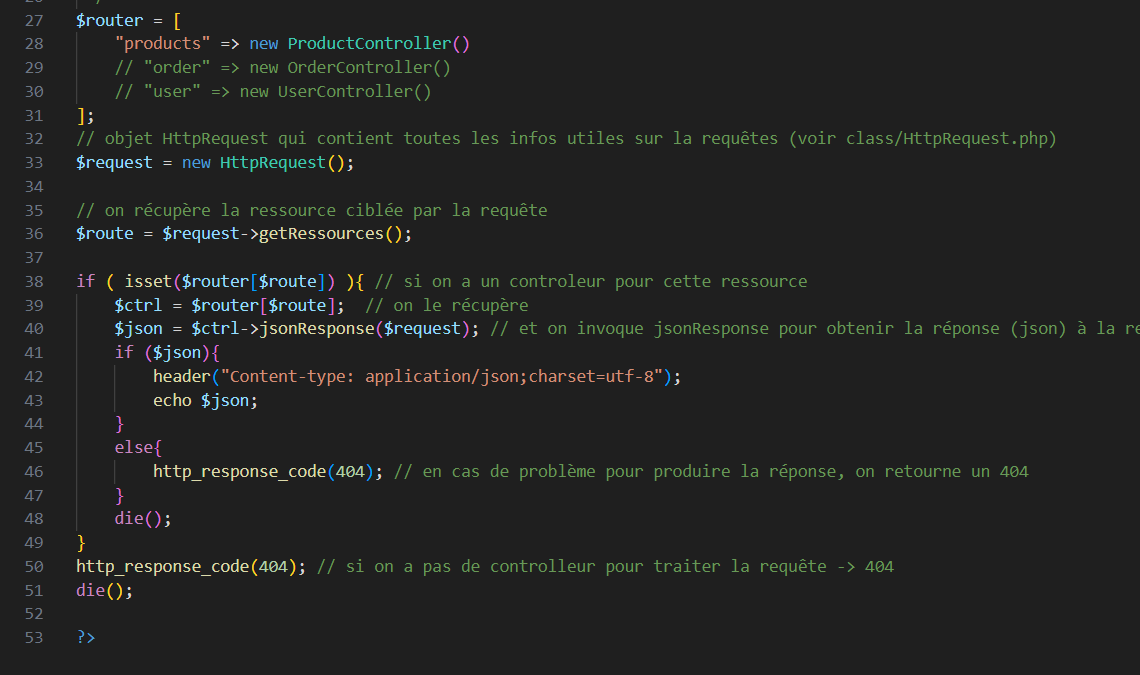 27 $router = [
28 "products" => new ProductController()
29 // "order" => new OrderController()
30 // "user" => new UserController()
31 ];
32 // objet HttpRequest qui contient toutes les infos utiles sur la requêtes (voir class/HttpRequest.php)
33 $request = new HttpRequest();
34
35 // on récupère la ressource ciblée par la requête
36 $route = $request->getRessources();
37
38 if ( isset($router[$route]) ){ // si on a un controleur pour cette ressource
39 $ctrl = $router[$route];  // on le récupère
40 $json = $ctrl->jsonResponse($request); // et on invoque jsonResponse pour obtenir la réponse (json) à la
41 if ($json){
42 header("Content-type: application/json;charset=utf-8");
43 echo $json;
44 }
45 else{
46 http_response_code(404); // en cas de problème pour produire la réponse, on retourne un 404
47 }
48 die();
49 }
50 http_response_code(404); // si on a pas de controlleur pour traiter la requête -> 404
51 die();
52
53 ?>